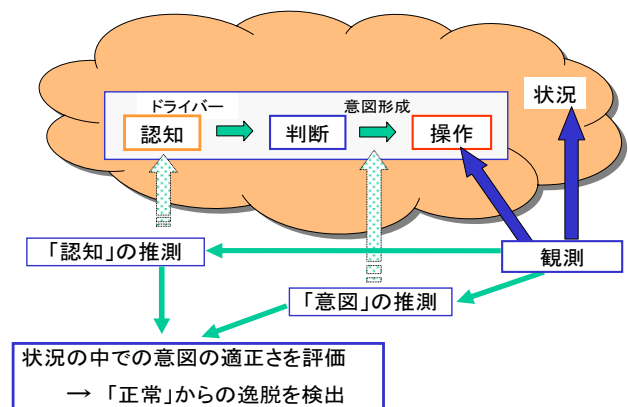 ドライバー
意図形成
状況
認知
判断
操作
「認知」の推測
観測
「意図」の推測
状況の中での意図の適正さを評価
→ 「正常」からの逸脱を検出